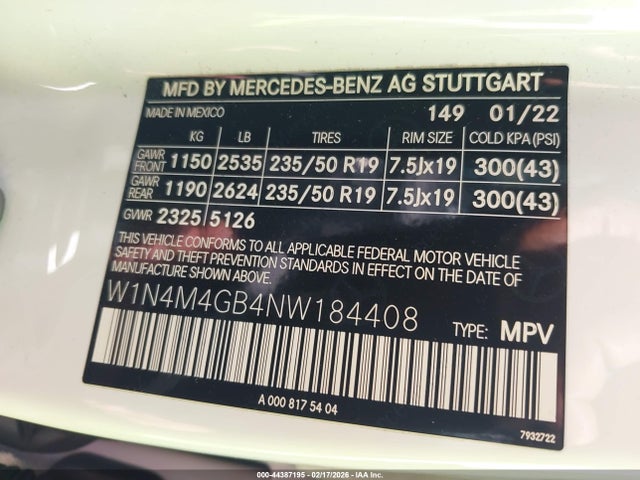 MFD BY MERCEDES-BENZ AG STUTTGART
MADE IN MEXICO 149 01/22
KG LB TIRES RIM SIZE COLD KPA(PSI)
GAWR FRONT 1150 2535 235/50 R19 7.5Jx19 300(43)
GAWR REAR 1190 2624 235/50 R19 7.5Jx19 300(43)
GVWR 2325 5126
THIS VEHICLE CONFORMS TO ALL APPLICABLE FEDERAL MOTOR VEHICLE
SAFETY AND THEFT PREVENTION STANDARDS IN EFFECT ON THE DATE OF
MANUFACTURE SHOWN ABOVE.
W1N4M4GB4NW184408 TYPE: MPV
A 000 817 54 04
7932722
000-44387195 - 02/17/2026 - IAA Inc.